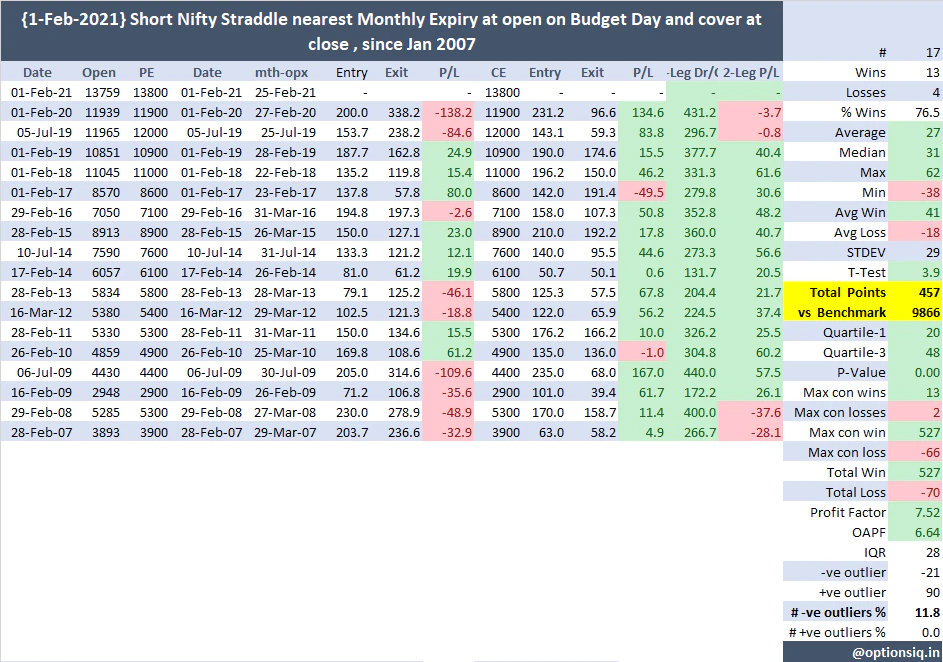 {1-Feb-2021} Short Nifty Straddle nearest Monthly Expiry at open on Budget Day and cover at
close , since Jan 2007
Date Open PE Date mth-opx Entry Exit P/L CE Entry Exit P/L -Leg Dr/( 2-Leg P/L
01-Feb-21 13759 13800 01-Feb-21 25-Feb-21 - - 13800 - - - - -
01-Feb-20 11939 11900 01-Feb-20 27-Feb-20 200.0 338.2 -138.2 11900 231.2 96.6 134.6 431.2 -3.7
05-Jul-19 11965 12000 05-Jul-19 25-Jul-19 153.7 238.2 -84.6 12000 143.1 59.3 83.8 296.7 -0.8
01-Feb-19 10851 10900 01-Feb-19 28-Feb-19 187.7 162.8 24.9 10900 190.0 174.6 15.5 377.7 40.4
01-Feb-18 11045 11000 01-Feb-18 22-Feb-18 135.2 119.8 15.4 11000 196.2 150.0 46.2 331.3 61.6
01-Feb-17 8570 8600 01-Feb-17 23-Feb-17 137.8 57.8 80.0 8600 142.0 191.4 -49.5 279.8 30.6
29-Feb-16 7050 7100 29-Feb-16 31-Mar-16 194.8 197.3 -2.6 7100 158.0 107.3 50.8 352.8 48.2
28-Feb-15 8913 8900 28-Feb-15 26-Mar-15 150.0 127.1 23.0 8900 210.0 192.2 17.8 360.0 40.7
10-Jul-14 7590 7600 10-Jul-14 31-Jul-14 133.3 121.2 12.1 7600 140.0 95.5 44.6 273.3 56.6
17-Feb-14 6057 6100 17-Feb-14 26-Feb-14 81.0 61.2 19.9 6100 50.7 50.1 0.6 131.7 20.5
28-Feb-13 5834 5800 28-Feb-13 28-Mar-13 79.1 125.2 -46.1 5800 125.3 57.5 67.8 204.4 21.7
16-Mar-12 5380 5400 16-Mar-12 29-Mar-12 102.5 121.3 -18.8 5400 122.0 65.9 56.2 224.5 37.4
28-Feb-11 5330 5300 28-Feb-11 31-Mar-11 150.0 134.6 15.5 5300 176.2 166.2 10.0 326.2 25.5
26-Feb-10 4859 4900 26-Feb-10 25-Mar-10 169.8 108.6 61.2 4900 135.0 136.0 -1.0 304.8 60.2
06-Jul-09 4430 4400 06-Jul-09 30-Jul-09 205.0 314.6 -109.6 4400 235.0 68.0 167.0 440.0 57.5
16-Feb-09 2948 2900 16-Feb-09 26-Feb-09 71.2 106.8 -35.6 2900 101.0 39.4 61.7 172.2 26.1
29-Feb-08 5285 5300 29-Feb-08 27-Mar-08 230.0 278.9 -48.9 5300 170.0 158.7 11.4 400.0 -37.6
28-Feb-07 3893 3900 28-Feb-07 29-Mar-07 203.7 236.6 -32.9 3900 63.0 58.2 4.9 266.7 -28.1
# 17
Wins 13
Losses 4
% Wins 76.5
Average 27
Median 31
Max 62
Min -38
Avg Win 41
Avg Loss -18
STDEV 29
T-Test 3.9
Total Points 457
vs Benchmark 9866
Quartile-1 20
Quartile-3 48
P-Value 0.00
Max con wins 13
Max con losses 2
Max con win 527
Max con loss -66
Total Win 527
Total Loss -70
Profit Factor 7.52
OAPF 6.64
IQR 28
-ve outlier -21
+ve outlier 90
# -ve outliers % 11.8
# +ve outliers % 0.0
@optionsiq.in